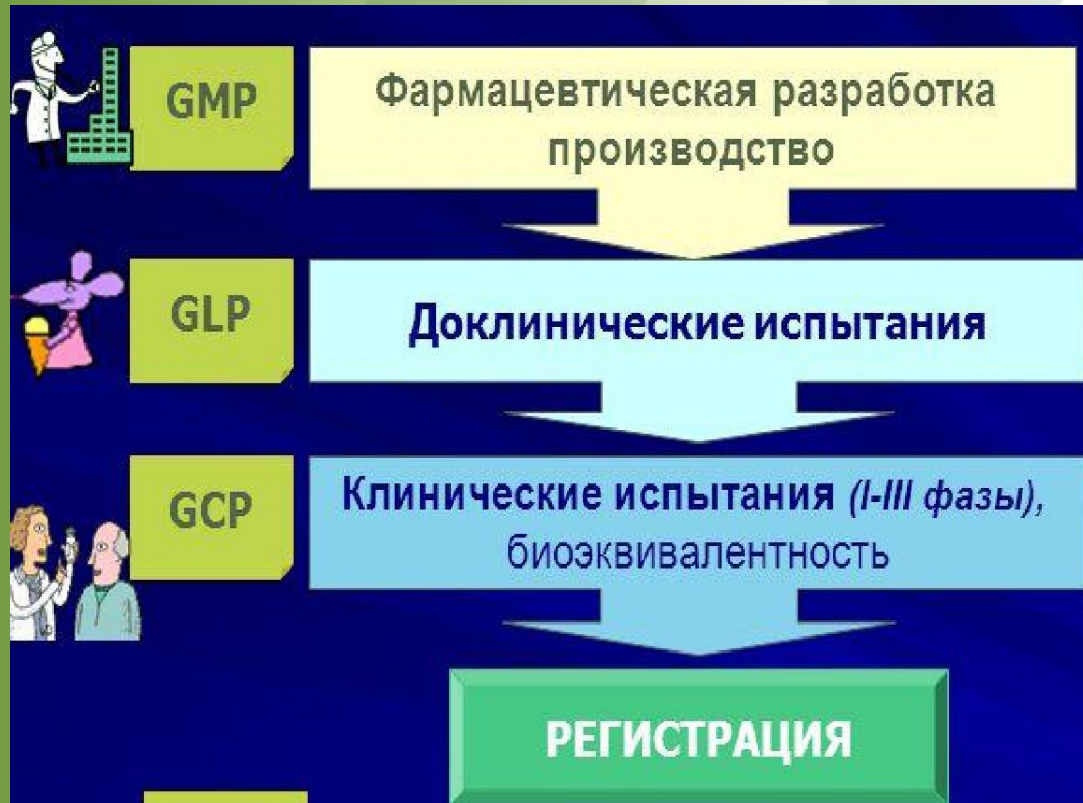 GMP
Фармацевтическая разработка
производство
GLP
Доклинические испытания
GCP
Клинические испытания (I-III фазы),
биоэквивалентность
РЕГИСТРАЦИЯ